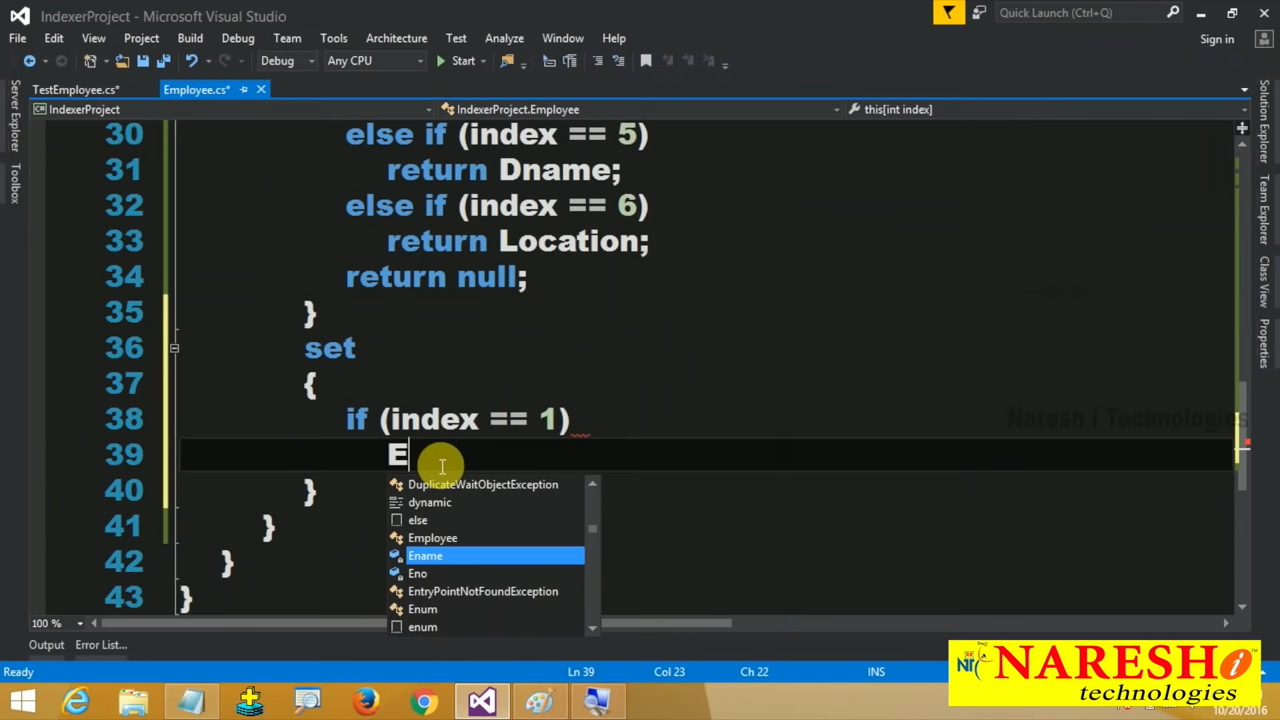 IndexerProject - Microsoft Visual Studio
Quick Launch (Ctrl+Q)
File Edit View Project Build Debug Team Tools Architecture Test Analyze Window Help
Sign in
Debug Any CPU Start
TestEmployee.cs* Employee.cs*
IndexerProject IndexerProject.Employee this[int index]
Server Explorer
Toolbox
Solution Explorer
Team Explorer
Class View
Properties
30 else if (index == 5)
31 return Dname;
32 else if (index == 6)
33 return Location;
34 return null;
35 }
36 set
37 {
38 if (index == 1)
Naresh i Technologies
39 E
40 }
41 }
42 }
43 }
DuplicateWaitObjectException
dynamic
else
Employee
Ename
Eno
EntryPointNotFoundException
Enum
enum
100 %
Output Error List...
Ready Ln 39 Col 23 Ch 22 INS
NARESH i
technologies
10/20/2016